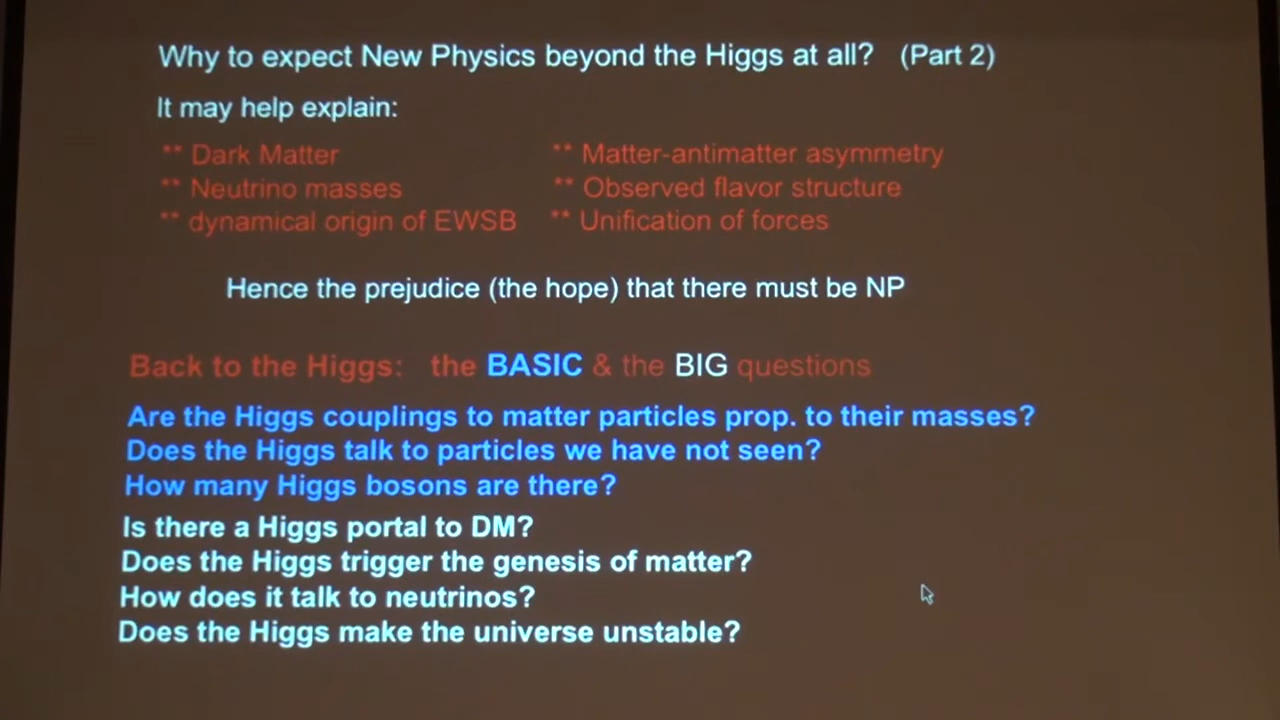 Why to expect New Physics beyond the Higgs at all? (Part 2)
It may help explain:
** Dark Matter ** Matter-antimatter asymmetry
** Neutrino masses ** Observed flavor structure
** dynamical origin of EWSB ** Unification of forces
Hence the prejudice (the hope) that there must be NP
Back to the Higgs: the BASIC & the BIG questions
Are the Higgs couplings to matter particles prop. to their masses?
Does the Higgs talk to particles we have not seen?
How many Higgs bosons are there?
Is there a Higgs portal to DM?
Does the Higgs trigger the genesis of matter?
How does it talk to neutrinos?
Does the Higgs make the universe unstable?